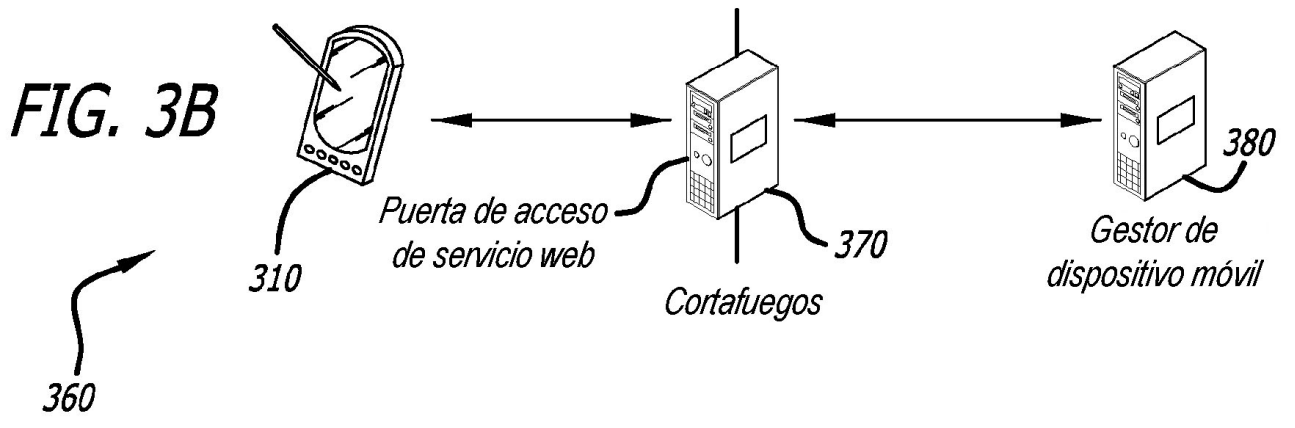 FIG. 3B
310
Puerta de acceso
de servicio web
370
Cortafuegos
380
Gestor de
dispositivo móvil
360